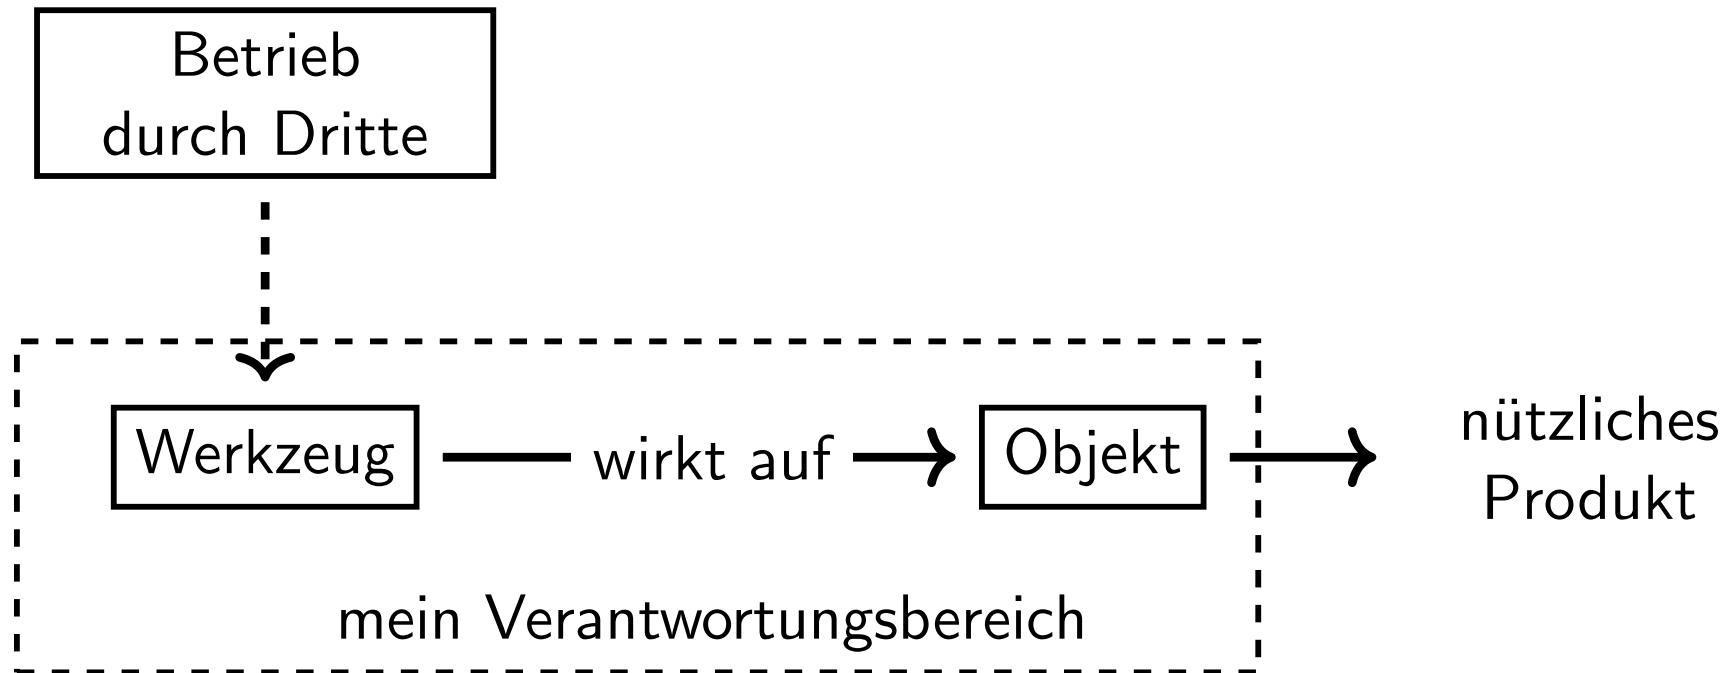 Betrieb
durch Dritte
Werkzeug
wirkt auf
Objekt
nützliches
Produkt
mein Verantwortungsbereich